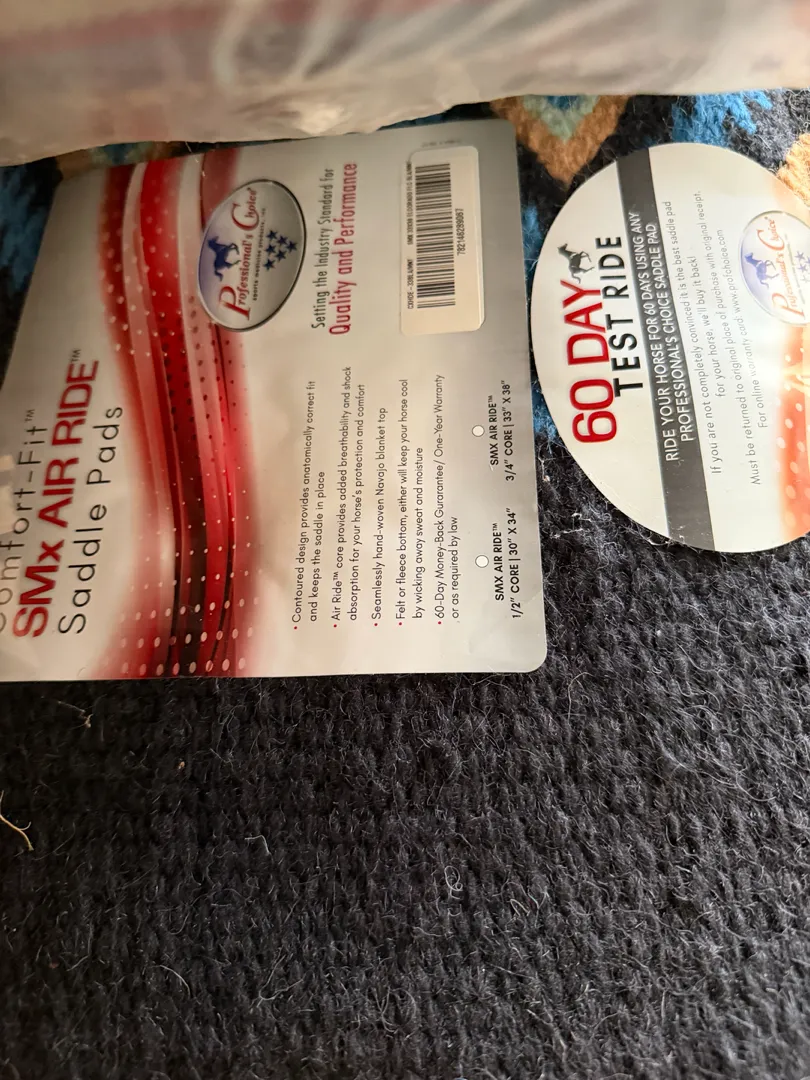 Comfort-Fit™
SMx AIR RIDE™
Saddle Pads
Professional's Choice®
Setting the Industry Standard for
Quality and Performance
• Contoured design provides anatomically correct fit
and keeps the saddle in place
• Air Ride™ core provides added breathability and shock
absorption for your horse's protection and comfort
• Seamlessly hand-woven Navajo blanket top
• Felt or fleece bottom, either will keep your horse cool
by wicking away sweat and moisture
• 60-Day Money-Back Gurarantee/ One-Year Warranty
or as required by law
SMX AIR RIDE™
1/2" CORE | 30" X 34"
SMX AIR RIDE™
3/4" CORE | 33" X 38"
60 DAY
TEST RIDE
RIDE YOUR HORSE FOR 60 DAYS USING ANY
PROFESSIONAL'S CHOICE SADDLE PAD
If you are not completely convinced it is the best saddle pad
for your horse, we'll buy it back!
Must be returned to original place of purchase with original receipt.
For online warranty card: www.profchoice.com
Professional's Choice